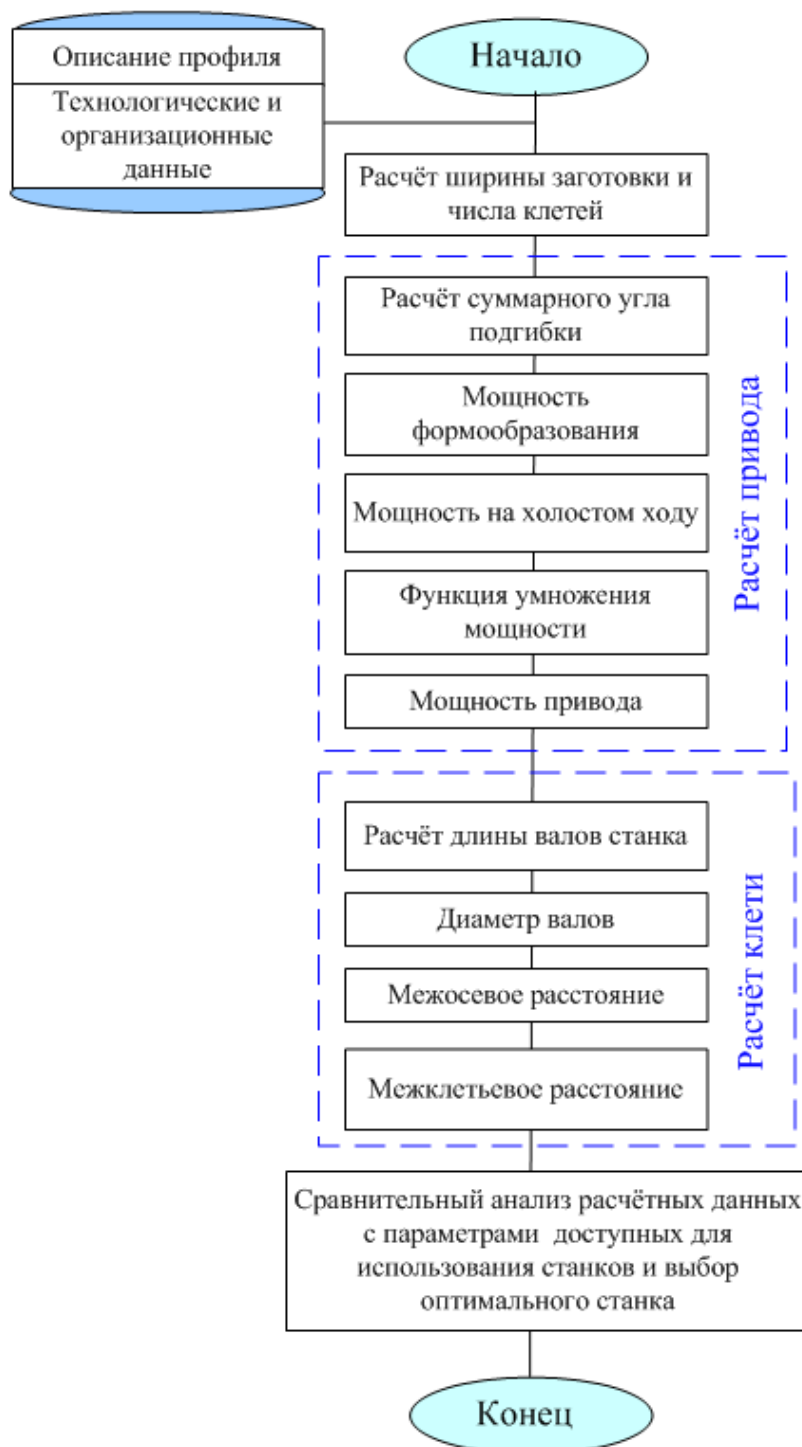 Описание профиля
Технологические и
организационные
данные
Начало
Расчёт ширины заготовки и
числа клетей
Расчёт суммарного угла
подгибки
Мощность
формообразования
Мощность на холостом ходу
Функция умножения
мощности
Мощность привода
Расчёт привода
Расчёт длины валов станка
Диаметр валов
Межосевое расстояние
Межклетьевое расстояние
Расчёт клети
Сравнительный анализ расчётных данных
с параметрами доступных для
использования станков и выбор
оптимального станка
Конец